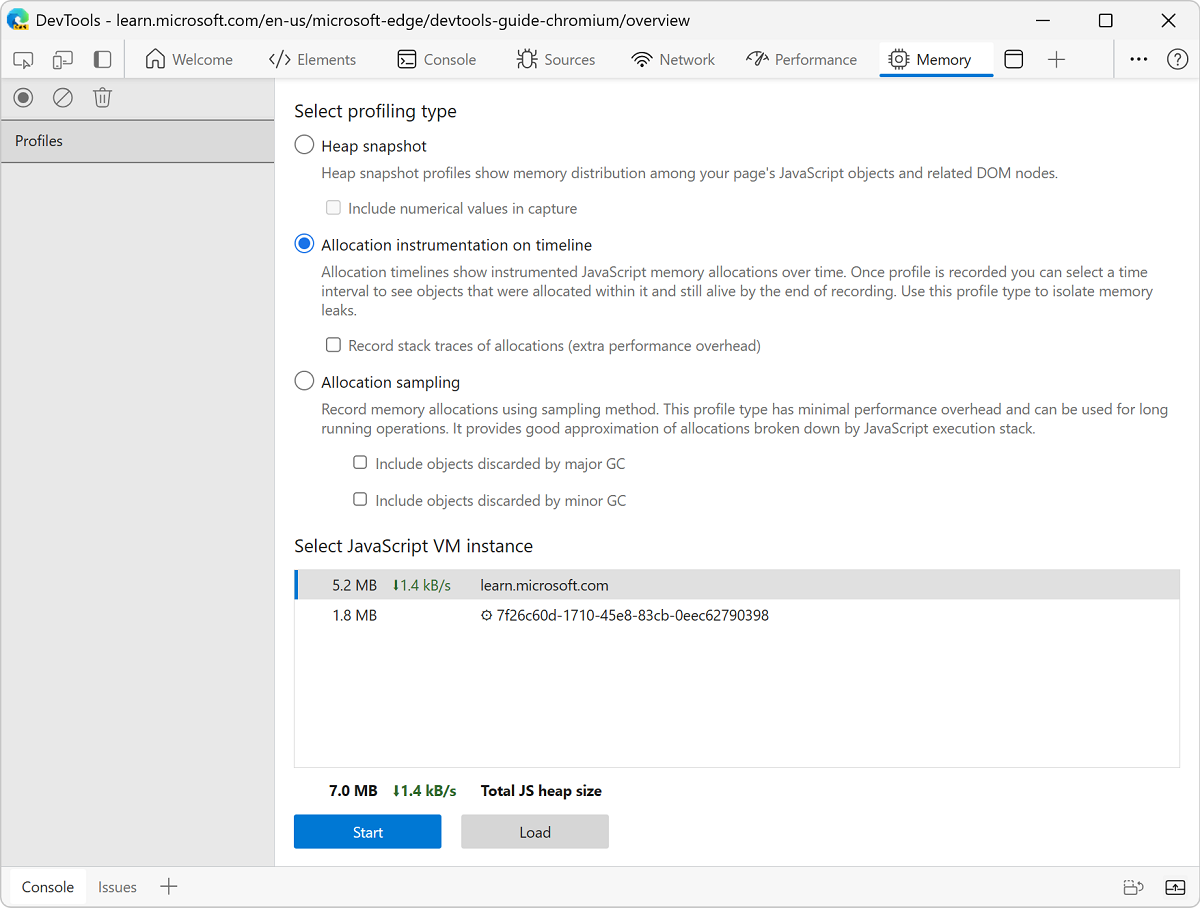 DevTools - learn.microsoft.com/en-us/microsoft-edge/devtools-guide-chromium/overview
Welcome
Elements
Console
Sources
Network
Performance
Memory
Profiles
Select profiling type
Heap snapshot
Heap snapshot profiles show memory distribution among your page's JavaScript objects and related DOM nodes.
Include numerical values in capture
Allocation instrumentation on timeline
Allocation timelines show instrumented JavaScript memory allocations over time. Once profile is recorded you can select a time
interval to see objects that were allocated within it and still alive by the end of recording. Use this profile type to isolate memory
leaks.
Record stack traces of allocations (extra performance overhead)
Allocation sampling
Record memory allocations using sampling method. This profile type has minimal performance overhead and can be used for long
running operations. It provides good approximation of allocations broken down by JavaScript execution stack.
Include objects discarded by major GC
Include objects discarded by minor GC
Select JavaScript VM instance
5.2 MB ⬇1.4 kB/s learn.microsoft.com
1.8 MB 7f26c60d-1710-45e8-83cb-0eec62790398
7.0 MB ⬇1.4 kB/s Total JS heap size
Start
Load
Console
Issues